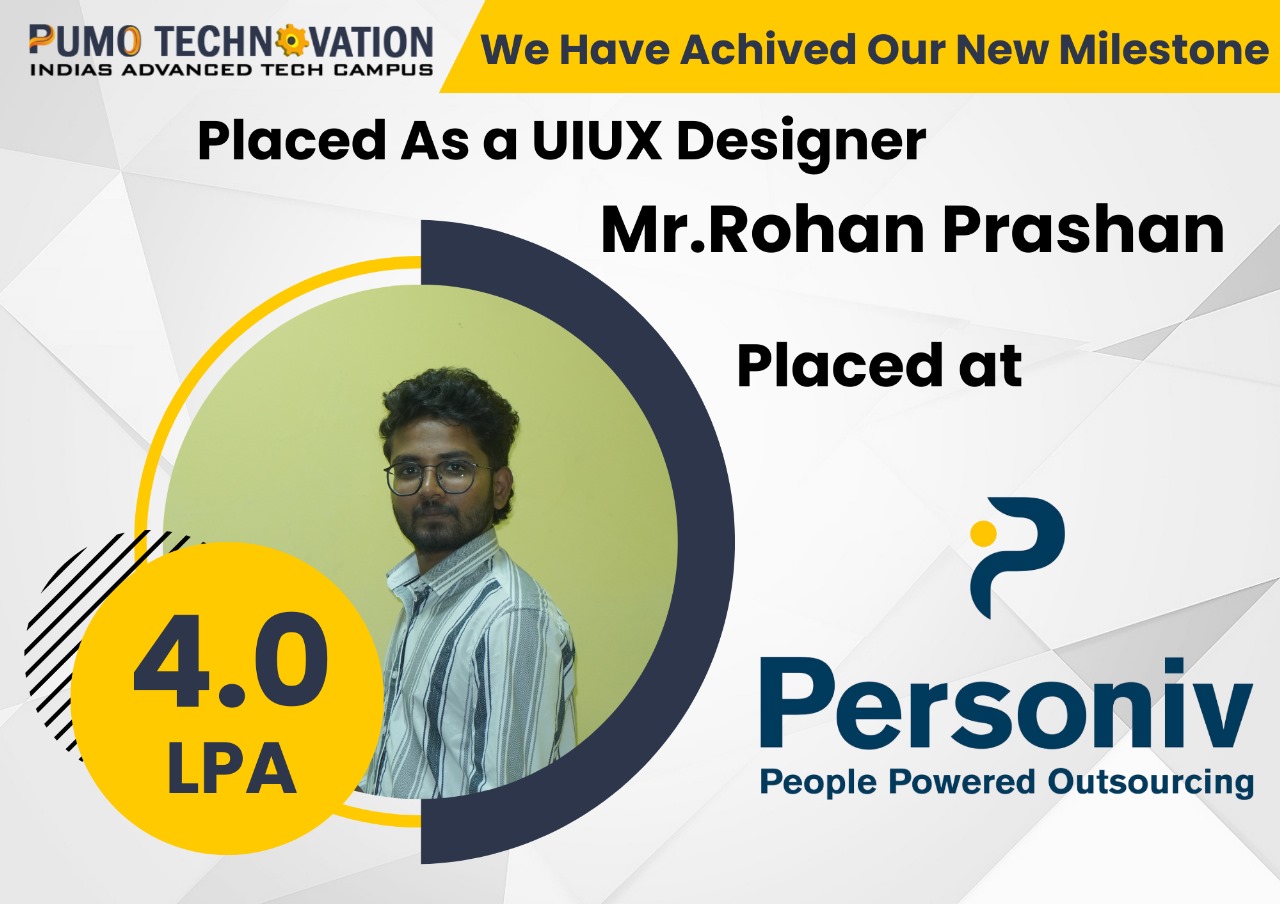 PUMO TECHNOVATION
INDIAS ADVANCED TECH CAMPUS
We Have Achived Our New Milestone
Placed As a UIUX Designer
Mr.Rohan Prashan
Placed at
4.0
LPA
Personiv
People Powered Outsourcing